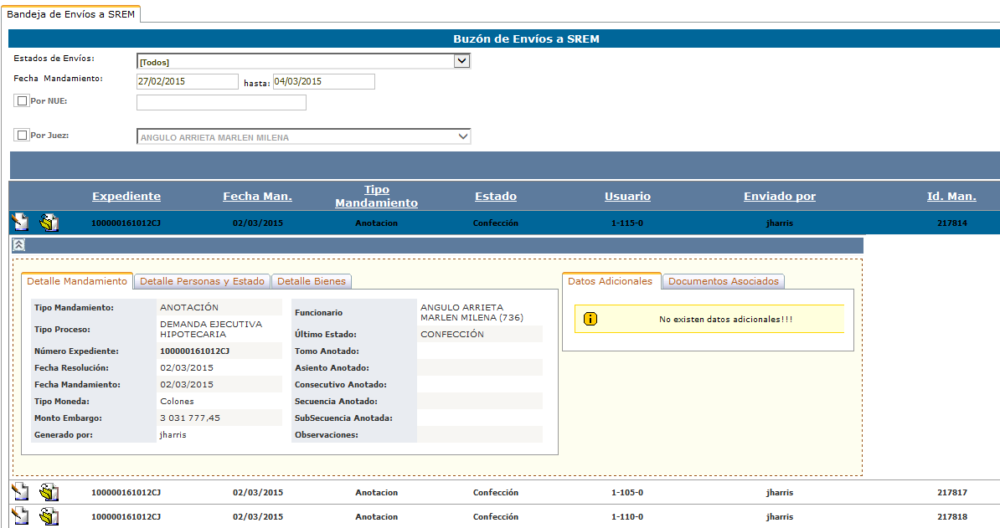 Bandeja de Envíos a SREM
Buzón de Envíos a SREM
Estados de Envíos: [Todos]
Fecha Mandamiento: 27/02/2015 hasta: 04/03/2015
Por NUE:
Por Juez: ANGULO ARRIETA MARLEN MILENA
Expediente Fecha Man. Tipo Mandamiento Estado Usuario Enviado por Id. Man.
100000161012CJ 02/03/2015 Anotacion Confección 1-115-0 jharris 217814
Detalle Mandamiento Detalle Personas y Estado Detalle Bienes
Tipo Mandamiento: ANOTACIÓN
Tipo Proceso: DEMANDA EJECUTIVA
HIPOTECARIA
Número Expediente: 100000161012CJ
Fecha Resolución: 02/03/2015
Fecha Mandamiento: 02/03/2015
Tipo Moneda: Colones
Monto Embargo: 3 031 777,45
Generado por: jharris
Funcionario ANGULO ARRIETA
MARLEN MILENA (736)
Último Estado: CONFECCIÓN
Tomo Anotado:
Asiento Anotado:
Consecutivo Anotado:
Secuencia Anotado:
SubSecuencia Anotada:
Observaciones:
Datos Adicionales Documentos Asociados
No existen datos adicionales!!!
100000161012CJ 02/03/2015 Anotacion Confección 1-105-0 jharris 217817
100000161012CJ 02/03/2015 Anotacion Confección 1-110-0 jharris 217818